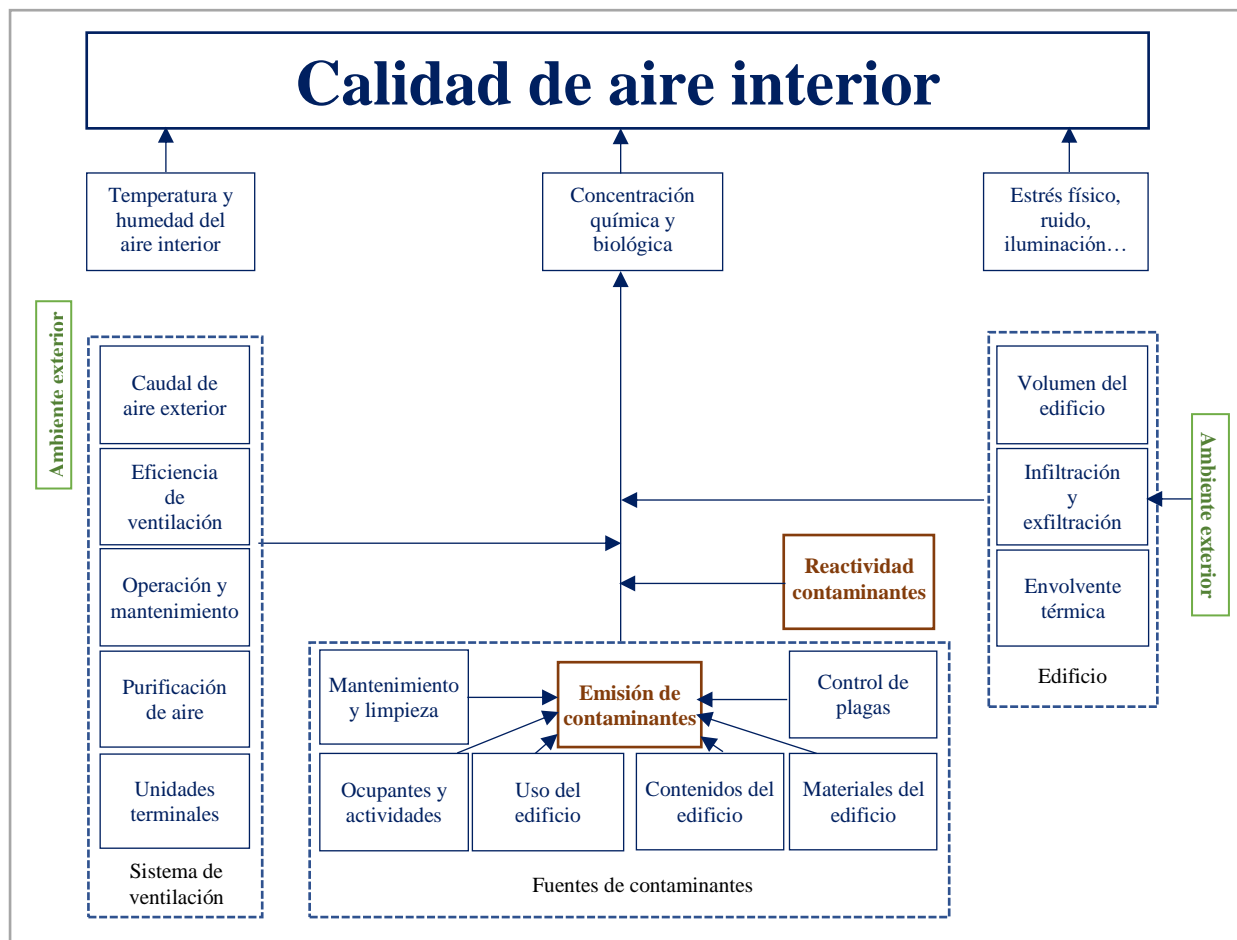 Calidad de aire interior
Temperatura y
humedad del
aire interior
Concentración
química y
biológica
Estrés físico,
ruido,
iluminación…
Ambiente exterior
Caudal de
aire exterior
Eficiencia
de
ventilación
Operación y
mantenimiento
Purificación
de aire
Unidades
terminales
Sistema de
ventilación
Volumen del
edificio
Infiltración
y
exfiltración
Envolvente
térmica
Edificio
Ambiente exterior
Reactividad
contaminantes
Mantenimiento
y limpieza
Emisión de
contaminantes
Control de
plagas
Ocupantes y
actividades
Uso del
edificio
Contenidos del
edificio
Materiales del
edificio
Fuentes de contaminantes